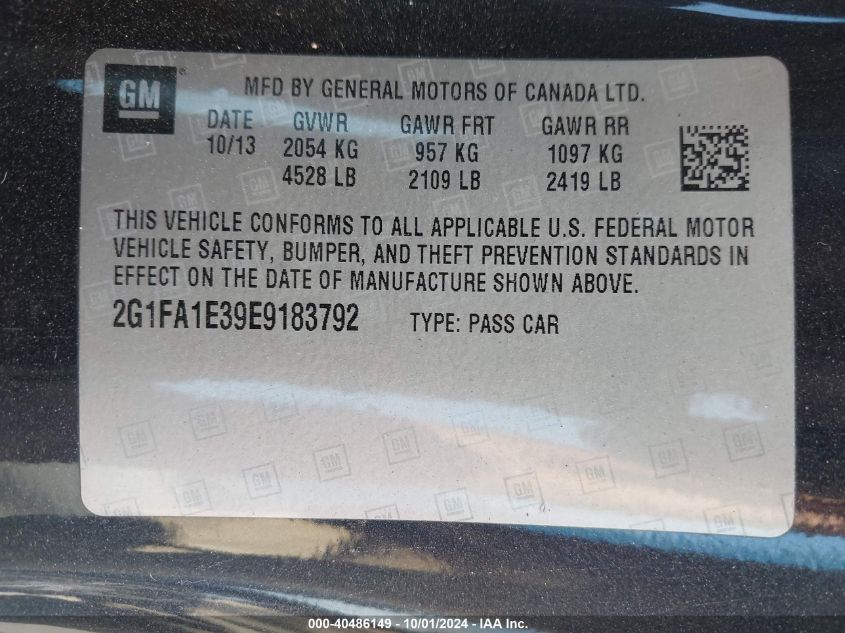 GM
MFD BY GENERAL MOTORS OF CANADA LTD.
DATE GVWR GAWR FRT GAWR RR
10/13 2054 KG 957 KG 1097 KG
4528 LB 2109 LB 2419 LB
THIS VEHICLE CONFORMS TO ALL APPLICABLE U.S. FEDERAL MOTOR
VEHICLE SAFETY, BUMPER, AND THEFT PREVENTION STANDARDS IN
EFFECT ON THE DATE OF MANUFACTURE SHOWN ABOVE.
2G1FA1E39E9183792 TYPE: PASS CAR
000-40486149 - 10/01/2024 - IAA Inc.